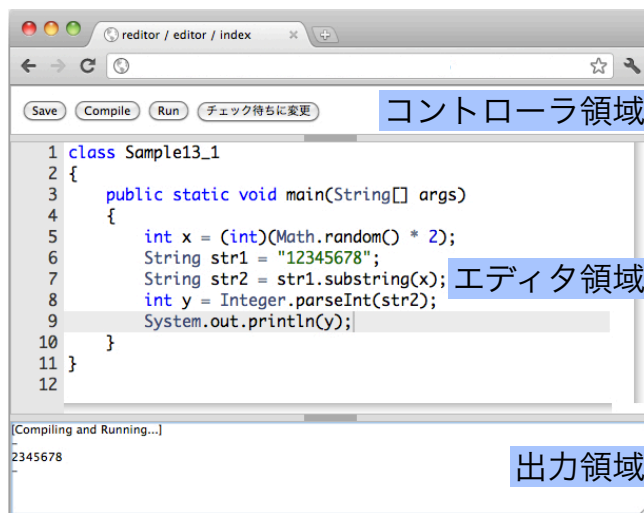 reditor / editor / index
Save Compile Run チェック待ちに変更
コントローラ領域
1 class Sample13_1
2 {
3 public static void main(String[] args)
4 {
5 int x = (int)(Math.random() * 2);
6 String str1 = "12345678";
7 String str2 = str1.substring(x);
エディタ領域
8 int y = Integer.parseInt(str2);
9 System.out.println(y);
10 }
11 }
12
[Compiling and Running...]
–
2345678
–
出力領域